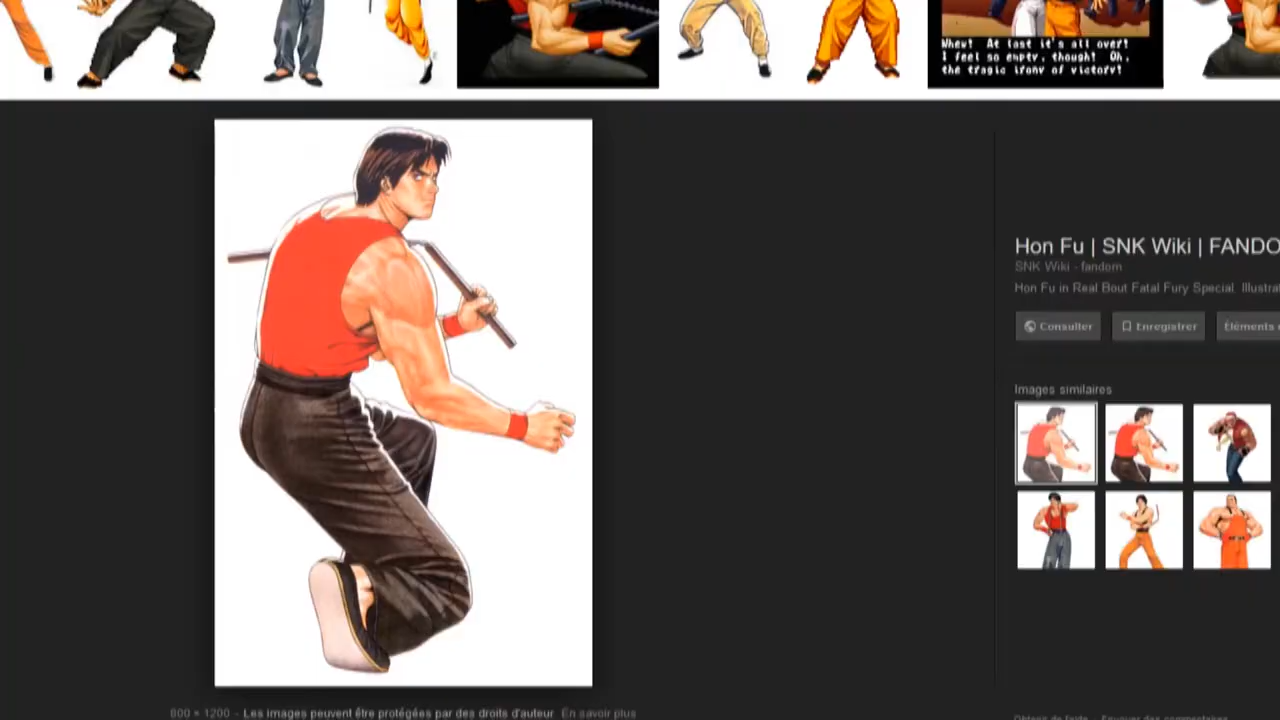 Whew! At last it's all over!
I feel so empty, though! Oh,
the tragic irony of victory!
Hon Fu | SNK Wiki | FANDO
SNK Wiki - fandom
Hon Fu in Real Bout Fatal Fury Special. Illustrat
Consulter
Enregistrer
Éléments
Images similaires
800 × 1200 - Les images peuvent être protégées par des droits d'auteur. En savoir plus